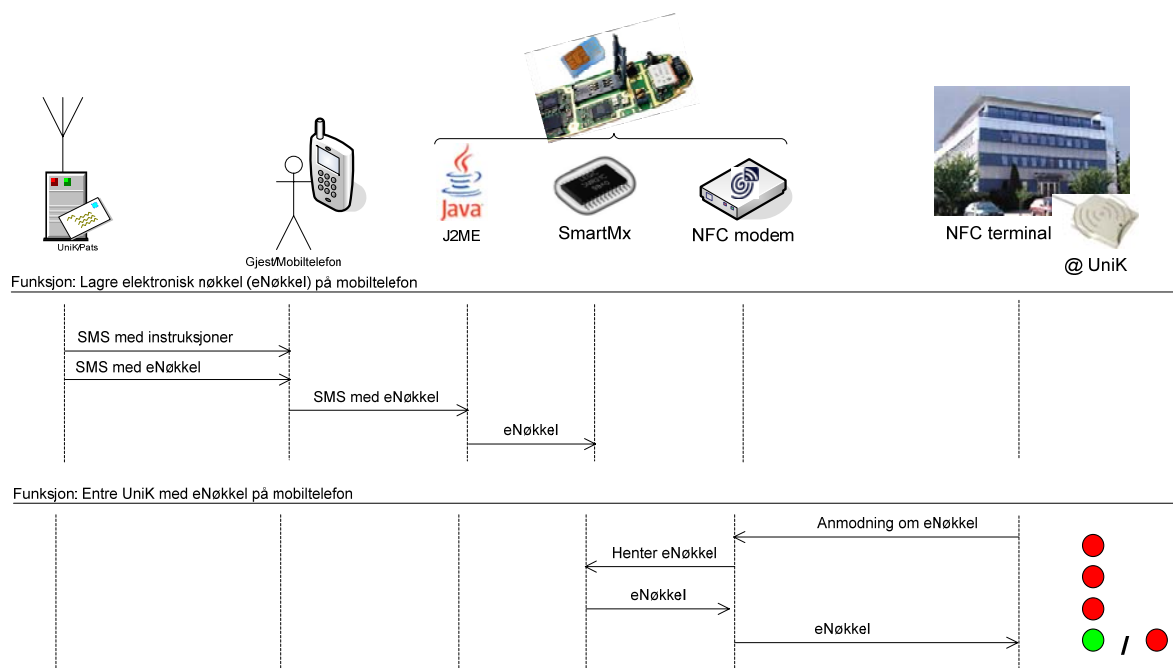 Java
J2ME
SmartMx
NFC modem
NFC terminal
@ UniK
UniK/Pats
Gjest/Mobiltelefon
Funksjon: Lagre elektronisk nøkkel (eNøkkel) på mobiltelefon
SMS med instruksjoner
SMS med eNøkkel
SMS med eNøkkel
eNøkkel
Funksjon: Entre UniK med eNøkkel på mobiltelefon
Anmodning om eNøkkel
Henter eNøkkel
eNøkkel
eNøkkel
/